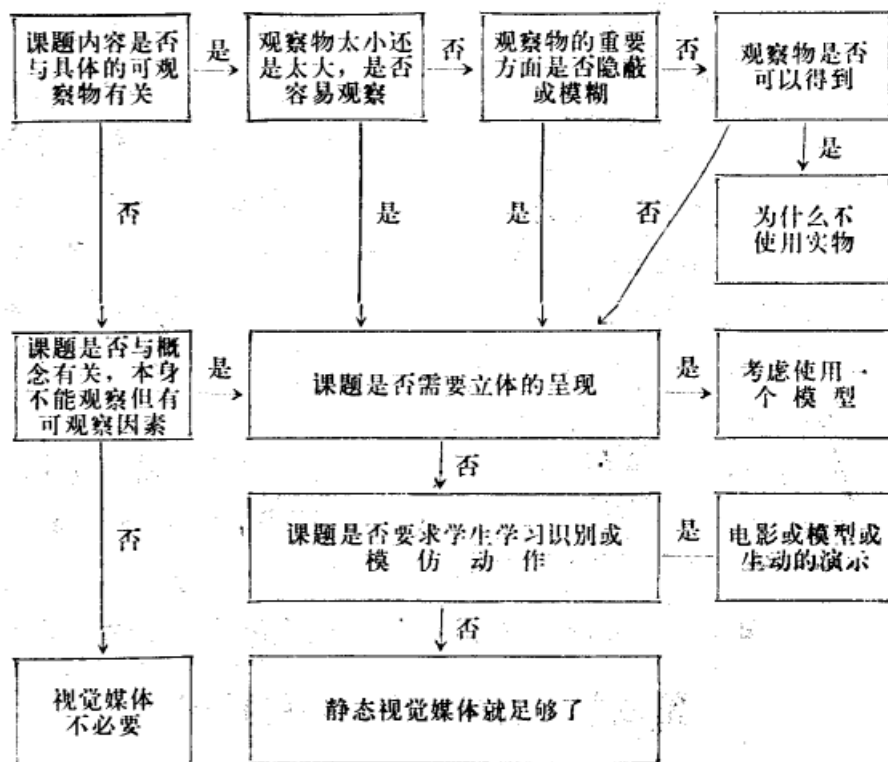 课题内容是否
与具体的可观
察物有关
是
观察物太小还
是太大，是否
容易观察
否
观察物的重要
方面是否隐蔽
或模糊
否
观察物是否
可以得到
否
是
是
否
是
为什么不
使用实物
课题是否与概
念有关，本身
不能观察但有
可观察因素
是
课题是否需要立体的呈现
是
考虑使用一
个模型
否
否
课题是否要求学生学习识别或
模仿动作
是
电影或模型或
生动的演示
否
视觉媒体
不必要
静态视觉媒体就足够了